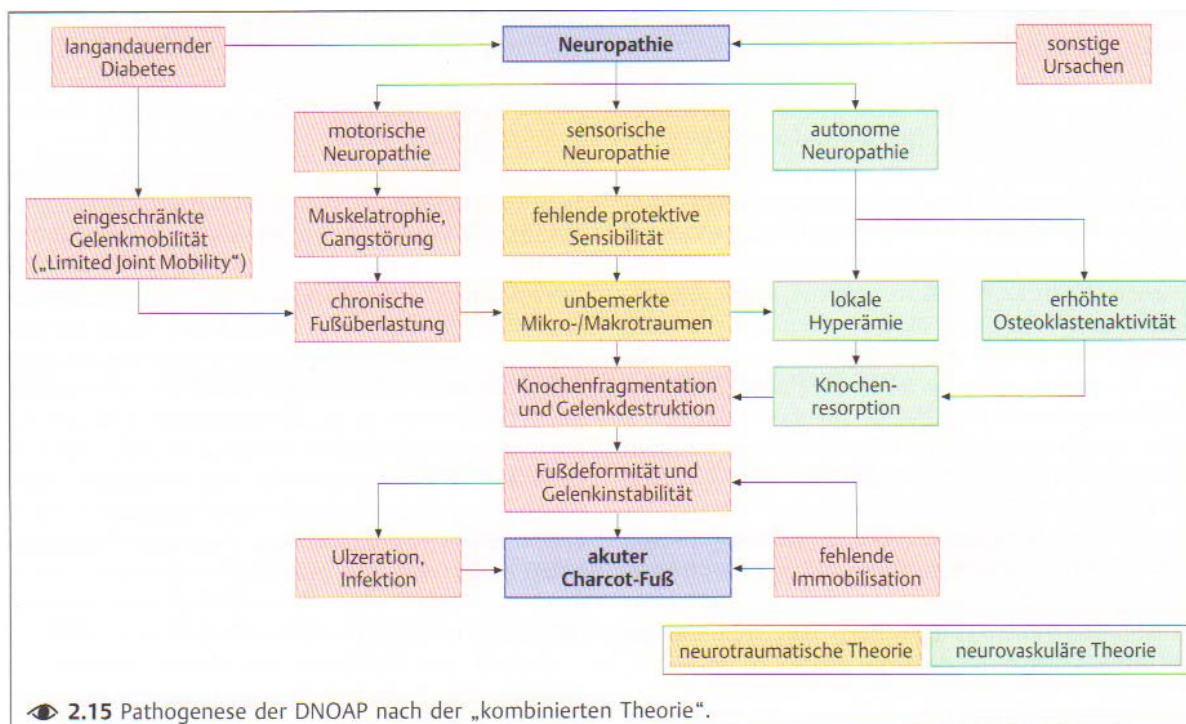 langandauernder
Diabetes
Neuropathie
sonstige
Ursachen
motorische
Neuropathie
sensorische
Neuropathie
autonome
Neuropathie
eingeschränkte
Gelenkmobilität
(„Limited Joint Mobility“)
Muskelatrophie,
Gangstörung
fehlende protektive
Sensibilität
chronische
Fußüberlastung
unbemerkte
Mikro-/Makrotraumen
lokale
Hyperämie
erhöhte
Osteoklastenaktivität
Knochenfragmentation
und Gelenkdestruktion
Knochen-
resorption
Fußdeformität und
Gelenkinstabilität
Ulzeration,
Infektion
akuter
Charcot-Fuß
fehlende
Immobilisation
neurotraumatische Theorie
neurovaskuläre Theorie
2.15 Pathogenese der DNOAP nach der „kombinierten Theorie“.